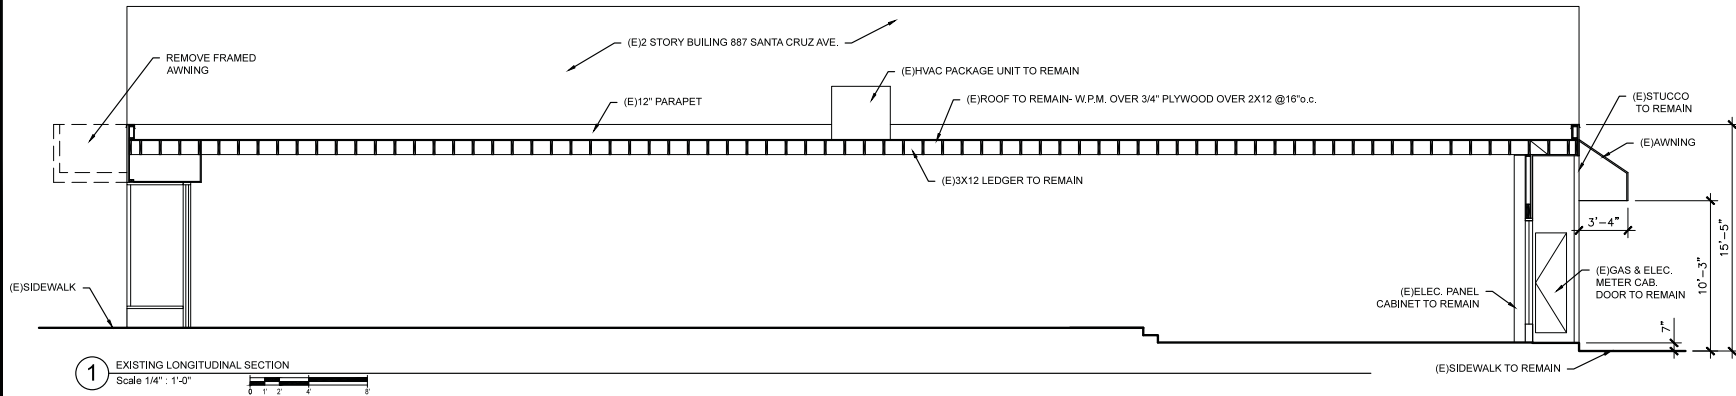 (E)2 STORY BUILING 887 SANTA CRUZ AVE.
REMOVE FRAMED
AWNING
(E)HVAC PACKAGE UNIT TO REMAIN
(E)12" PARAPET
(E)ROOF TO REMAIN- W.P.M. OVER 3/4" PLYWOOD OVER 2X12 @16"o.c.
(E)STUCCO
TO REMAIN
(E)AWNING
(E)3X12 LEDGER TO REMAIN
3'-4"
15'-5"
10'-3"
7"
(E)SIDEWALK
(E)ELEC. PANEL
CABINET TO REMAIN
(E)GAS & ELEC.
METER CAB.
DOOR TO REMAIN
(E)SIDEWALK TO REMAIN
1
EXISTING LONGITUDINAL SECTION
Scale 1/4" : 1'-0"
0 1' 2' 4' 8'